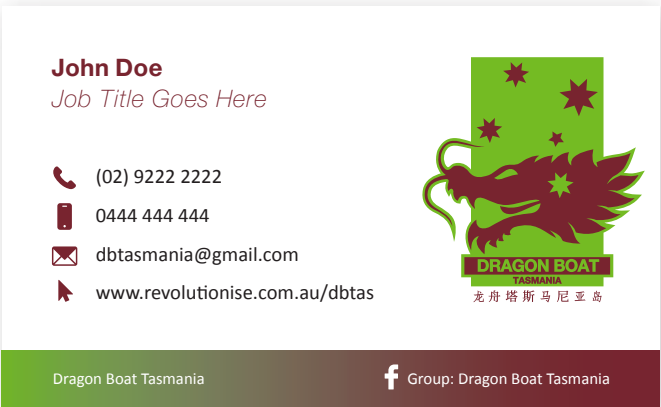 John Doe
Job Title Goes Here
(02) 9222 2222
0444 444 444
dbtasmania@gmail.com
www.revolutionise.com.au/dbtas
DRAGON BOAT
TASMANIA
龙舟塔斯马尼亚岛
Dragon Boat Tasmania
f Group: Dragon Boat Tasmania